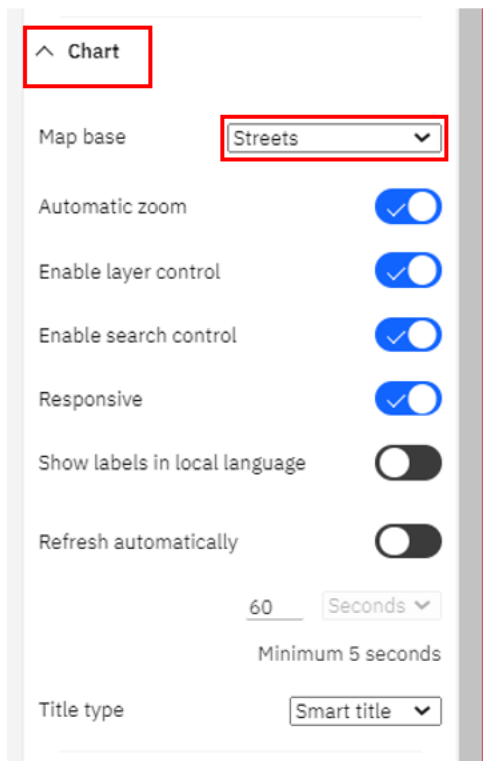 Chart
Map base Streets
Automatic zoom
Enable layer control
Enable search control
Responsive
Show labels in local language
Refresh automatically
60 Seconds
Minimum 5 seconds
Title type Smart title